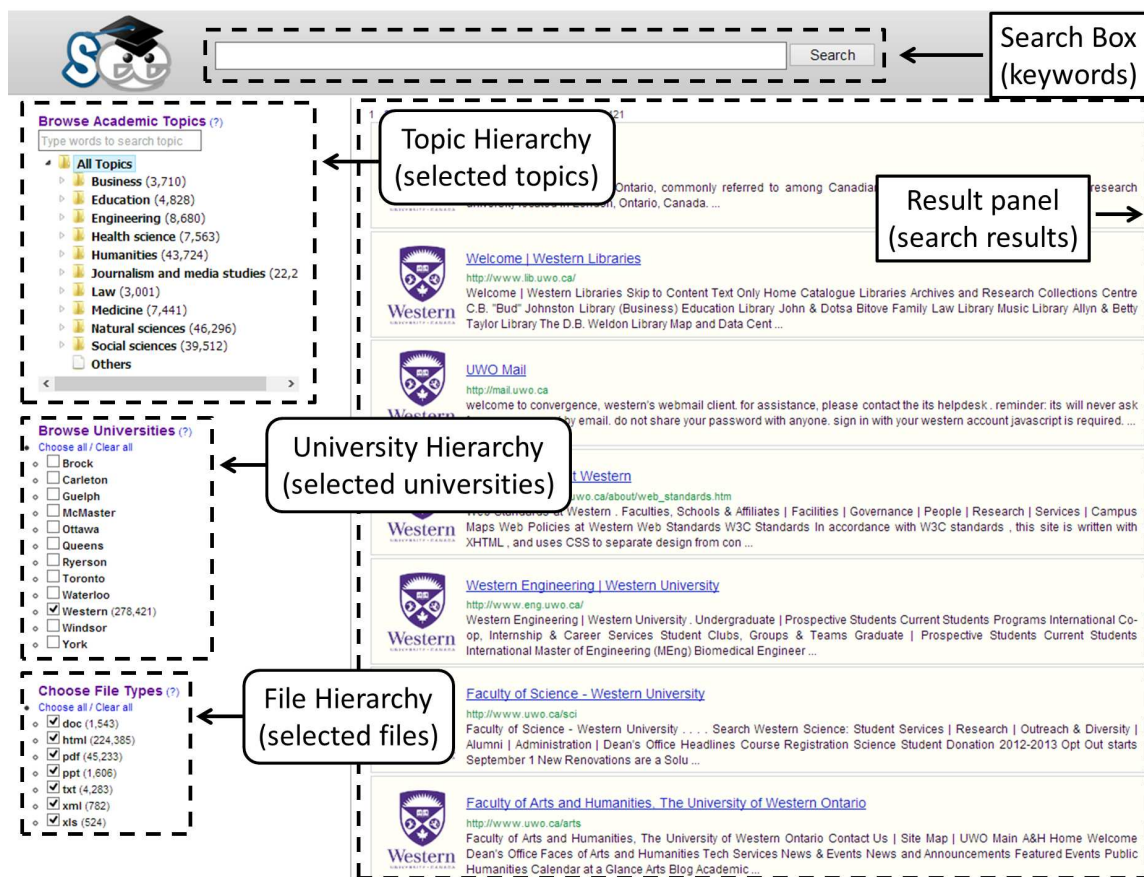 See
Search
Search Box
(keywords)
Browse Academic Topics (?)
Type words to search topic
All Topics
Business (3,710)
Education (4,828)
Engineering (8,680)
Health science (7,563)
Humanities (43,724)
Journalism and media studies (22,2
Law (3,001)
Medicine (7,441)
Natural sciences (46,296)
Social sciences (39,512)
Others
Topic Hierarchy
(selected topics)
Browse Universities (?)
Choose all / Clear all
Brock
Carleton
Guelph
McMaster
Ottawa
Queens
Ryerson
Toronto
Waterloo
Western (278,421)
Windsor
York
University Hierarchy
(selected universities)
Choose File Types (?)
Choose all / Clear all
doc (1,543)
html (224,385)
pdf (45,233)
ppt (1,606)
txt (4,283)
xml (782)
xls (524)
File Hierarchy
(selected files)
1
21
Ontario, commonly referred to among Canadian research
London, Ontario, Canada. ...
Result panel
(search results)
Western
Welcome | Western Libraries
http://www.lib.uwo.ca/
Welcome | Western Libraries Skip to Content Text Only Home Catalogue Libraries Archives and Research Collections Centre
C.B. "Bud" Johnston Library (Business) Education Library John & Dotsa Bitove Family Law Library Music Library Allyn & Betty
Taylor Library The D.B. Weldon Library Map and Data Cent ...
Western
UWO Mail
http://mail.uwo.ca
welcome to convergence, western's webmail client. for assistance, please contact the its helpdesk . reminder: its will never ask
by email. do not share your password with anyone. sign in with your western account javascript is required. ...
Western
t Western
uwo.ca/about/web_standards.htm
Web Standards at Western . Faculties, Schools & Affiliates | Facilities | Governance | People | Research | Services | Campus
Maps Web Policies at Western Web Standards W3C Standards In accordance with W3C standards , this site is written with
XHTML , and uses CSS to separate design from con ...
Western
Western Engineering | Western University
http://www.eng.uwo.ca/
Western Engineering | Western University . Undergraduate | Prospective Students Current Students Programs International Co-
op, Internship & Career Services Student Clubs, Groups & Teams Graduate | Prospective Students Current Students
International Master of Engineering (MEng) Biomedical Engineer ...
Faculty of Science - Western University
http://www.uwo.ca/sci
Faculty of Science - Western University . . . . Search Western Science: Student Services | Research | Outreach & Diversity |
Alumni | Administration | Dean's Office Headlines Course Registration Science Student Donation 2012-2013 Opt Out starts
September 1 New Renovations are a Solu ...
Western
Faculty of Arts and Humanities, The University of Western Ontario
http://www.uwo.ca/arts
Faculty of Arts and Humanities, The University of Western Ontario Contact Us | Site Map | UWO Main A&H Home Welcome
Dean's Office Faces of Arts and Humanities Tech Services News & Events News and Announcements Featured Events Public
Humanities Calendar at a Glance Arts Blog Academic ...